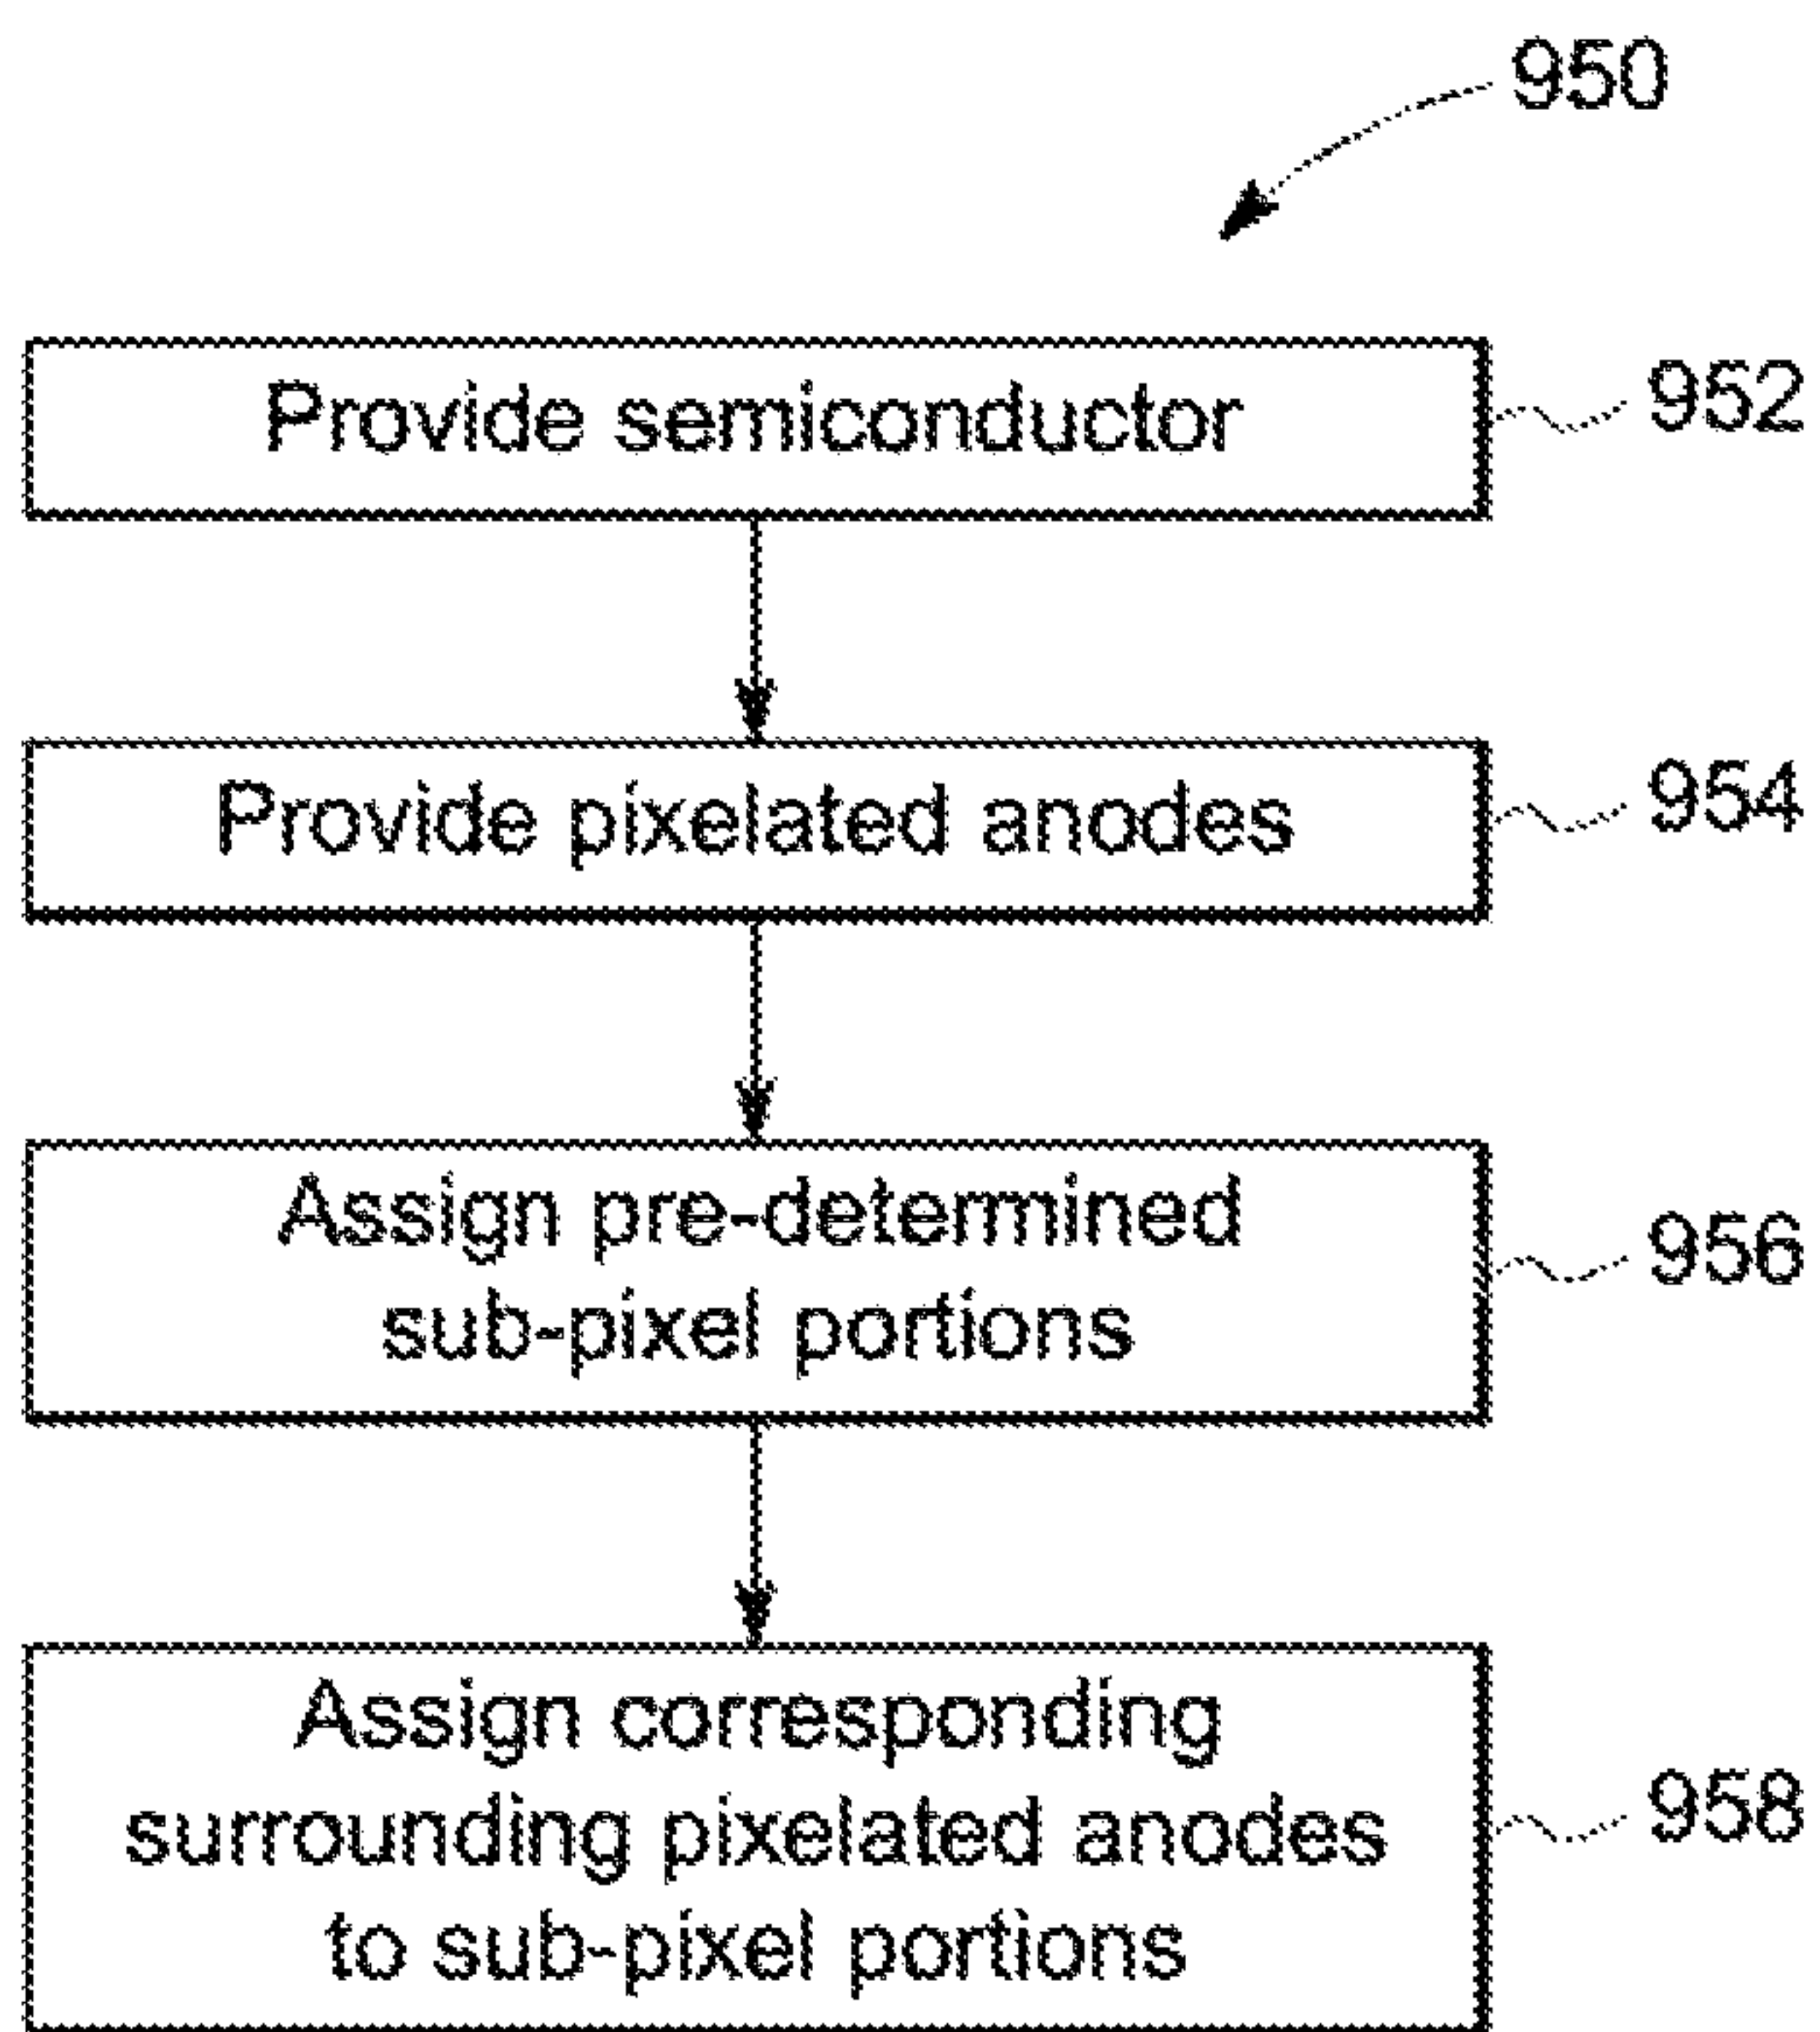 950
Provide semiconductor
952
Provide pixelated anodes
954
Assign pre-determined
sub-pixel portions
956
Assign corresponding
surrounding pixelated anodes
to sub-pixel portions
958